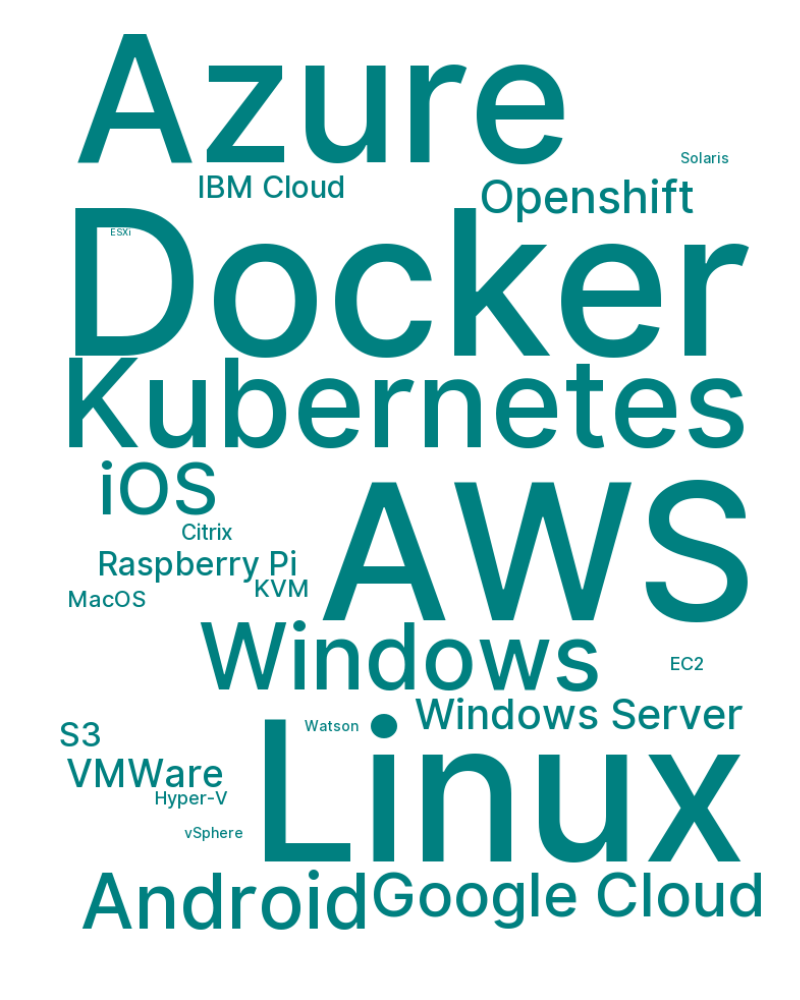 Azure
Solaris
IBM Cloud
Openshift
ESXi
Docker
Kubernetes
iOS
AWS
Citrix
Raspberry Pi
KVM
MacOS
Windows
EC2
Windows Server
S3
Watson
Linux
VMWare
Hyper-V
vSphere
Android
Google Cloud